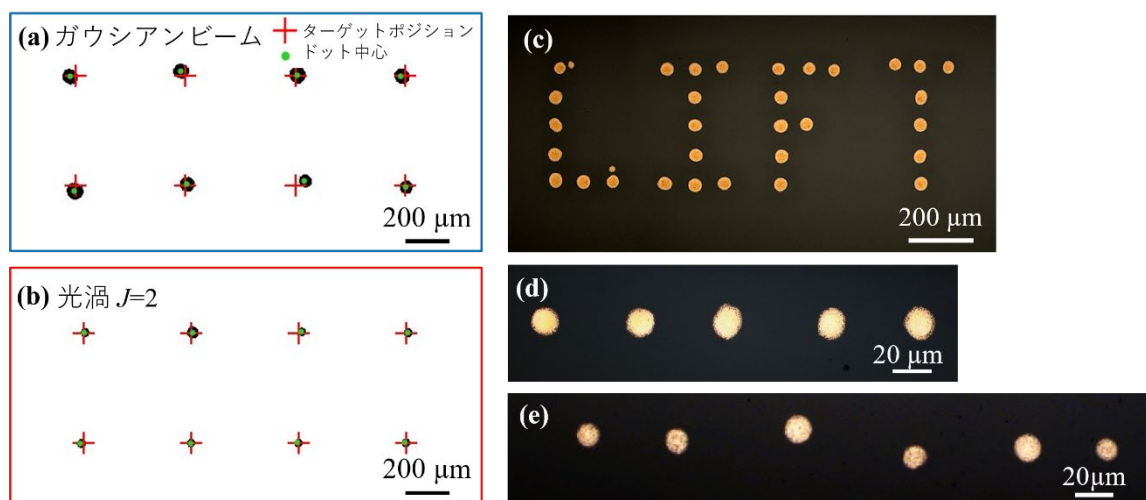 (a) ガウシアンビーム
ターゲットポジション
ドット中心
200 µm
(b) 光渦 J=2
200 µm
(c)
LIFT
200 µm
(d)
20 µm
(e)
20µm